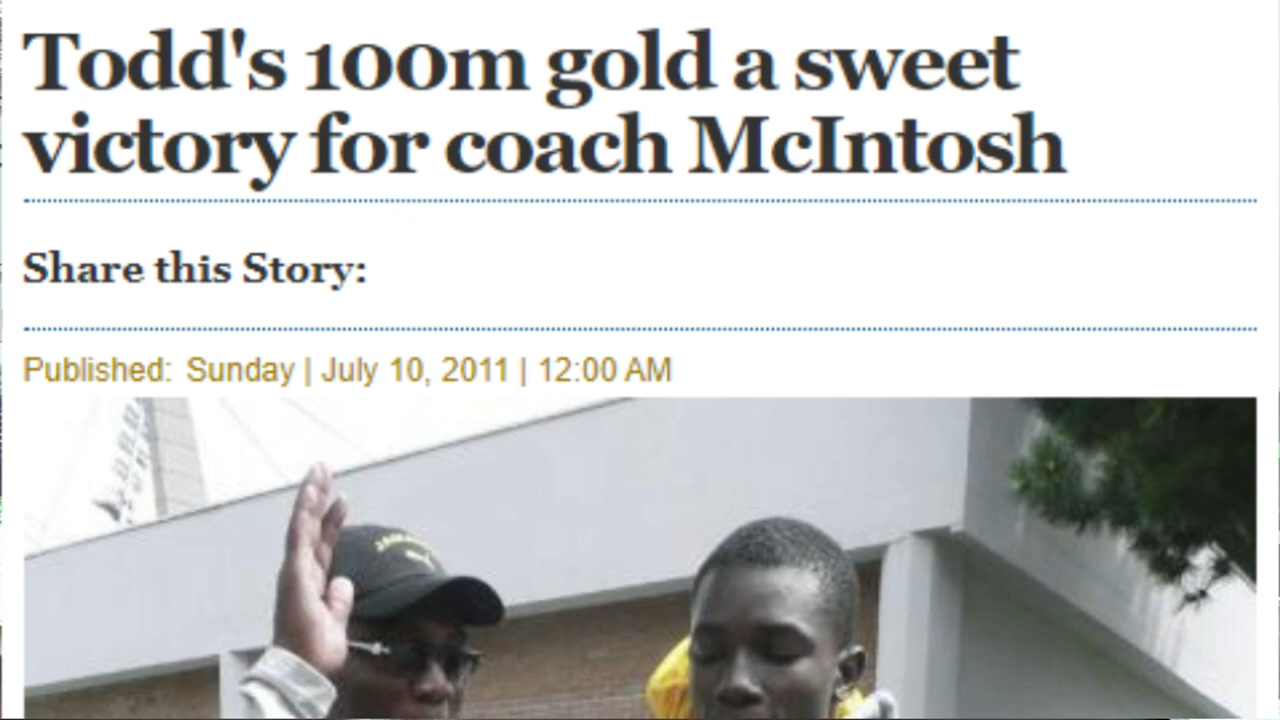 Todd's 100m gold a sweet
victory for coach McIntosh
Share this Story:
Published: Sunday | July 10, 2011 | 12:00 AM